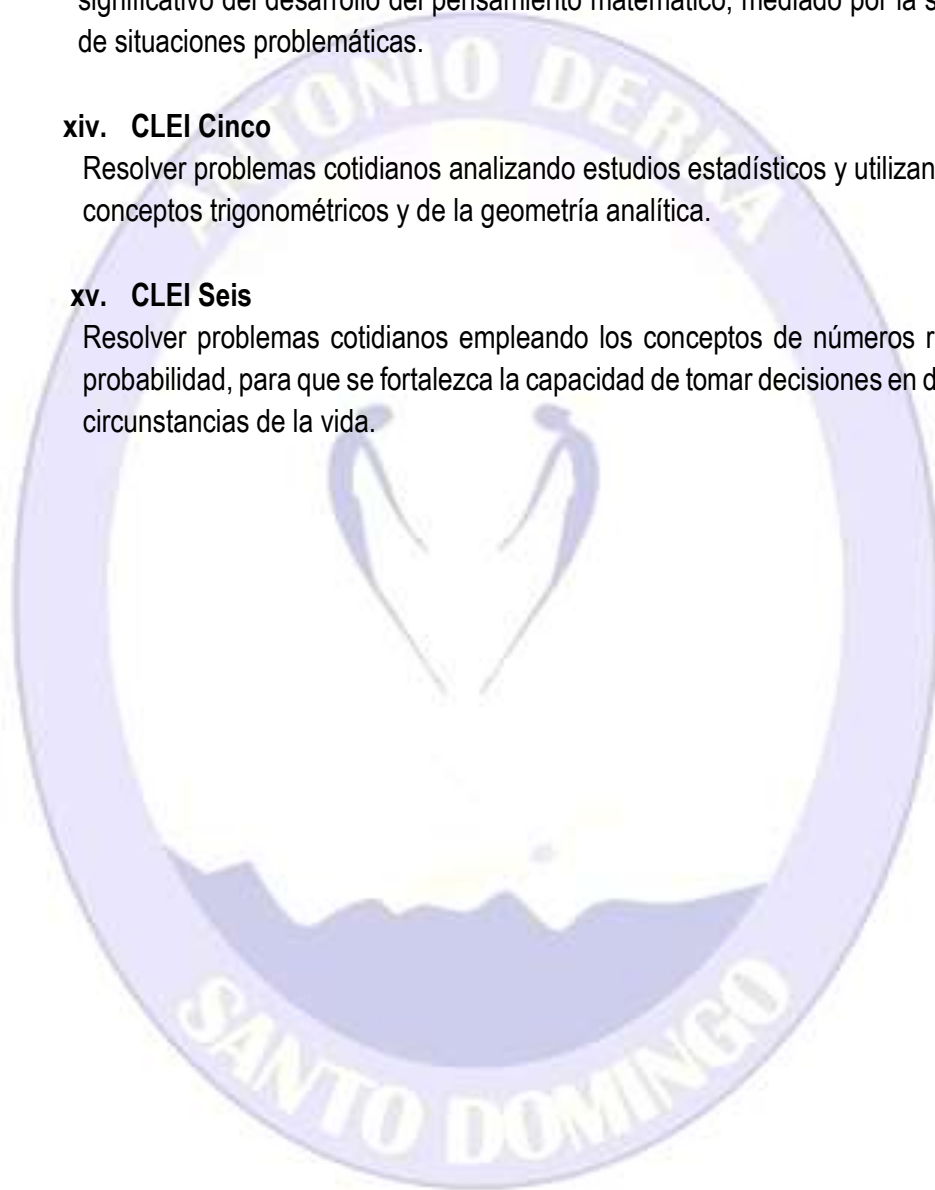 significativo del desarrollo del pensamiento matemático, mediado por la
de situaciones problemáticas.
xiv. CLEI Cinco
Resolver problemas cotidianos analizando estudios estadísticos y
conceptos trigonométricos y de la geometría analítica.
xv. CLEI Seis
Resolver problemas cotidianos empleando los conceptos de números
probabilidad, para que se fortalezca la capacidad de tomar decisiones en
circunstancias de la vida.
ANTONIO DERKA
SANTO DOMINGO